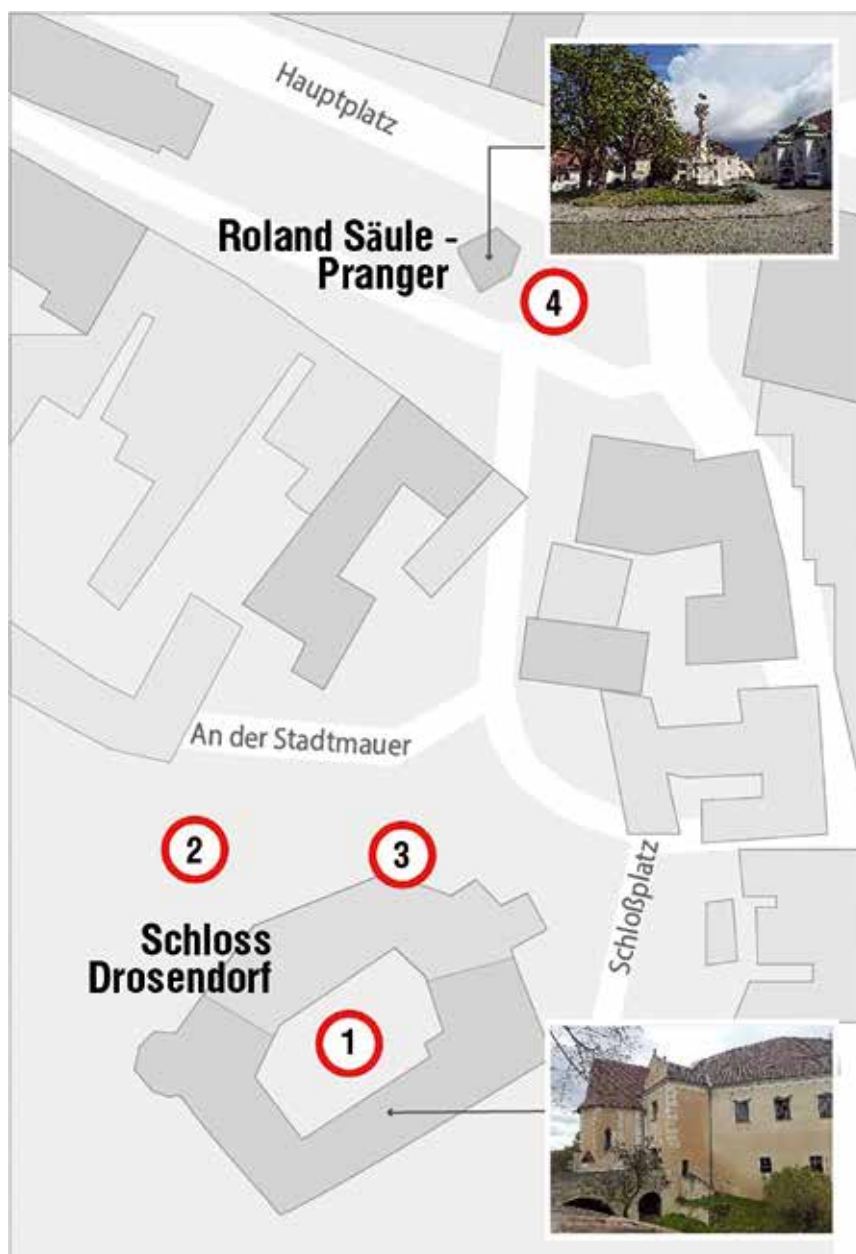 Hauptplatz
Roland Säule -
Pranger
4
An der Stadtmauer
2
3
Schloss
Drosendorf
Schloßplatz
1